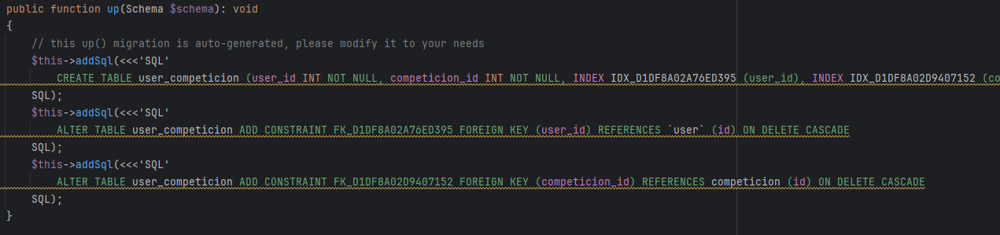 public function up(Schema $schema): void
{
// this up() migration is auto-generated, please modify it to your needs
$this->addSql(<<<'SQL'
CREATE TABLE user_competicion (user_id INT NOT NULL, competicion_id INT NOT NULL, INDEX IDX_D1DF8A02A76ED395 (user_id), INDEX IDX_D1DF8A02D9407152 (co
SQL);
$this->addSql(<<<'SQL'
ALTER TABLE user_competicion ADD CONSTRAINT FK_D1DF8A02A76ED395 FOREIGN KEY (user_id) REFERENCES `user` (id) ON DELETE CASCADE
SQL);
$this->addSql(<<<'SQL'
ALTER TABLE user_competicion ADD CONSTRAINT FK_D1DF8A02D9407152 FOREIGN KEY (competicion_id) REFERENCES competicion (id) ON DELETE CASCADE
SQL);
}